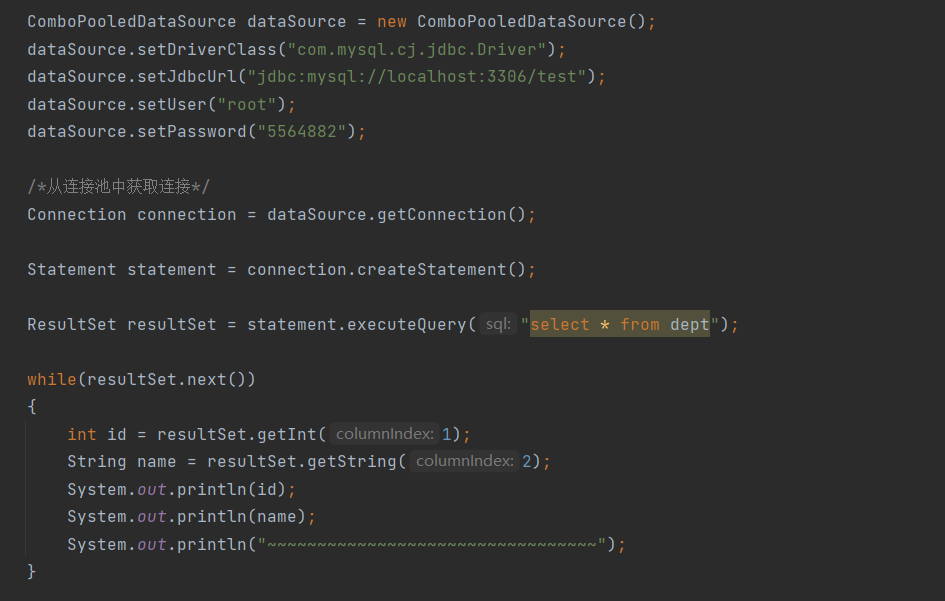 ComboPooledDataSource dataSource = new ComboPooledDataSource();
dataSource.setDriverClass("com.mysql.cj.jdbc.Driver");
dataSource.setJdbcUrl("jdbc:mysql://localhost:3306/test");
dataSource.setUser("root");
dataSource.setPassword("5564882");
/*从连接池中获取连接*/
Connection connection = dataSource.getConnection();
Statement statement = connection.createStatement();
ResultSet resultSet = statement.executeQuery( sql: "select * from dept");
while(resultSet.next())
{
int id = resultSet.getInt( columnIndex: 1);
String name = resultSet.getString( columnIndex: 2);
System.out.println(id);
System.out.println(name);
System.out.println("~~~~~~~~~~~~~~~~~~~~~~~~~~~~~~~~~");
}